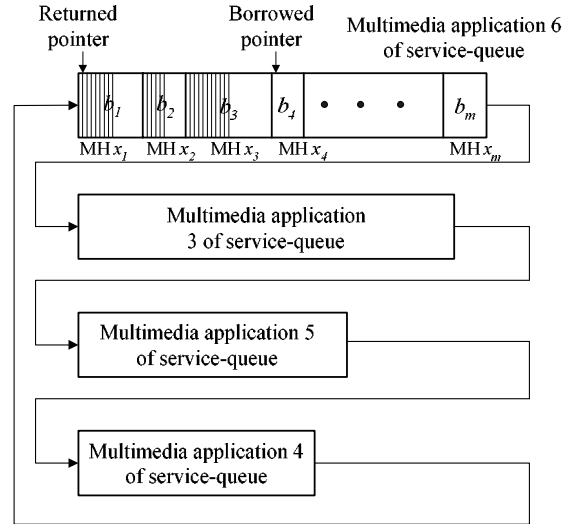 Returned pointer
Borrowed pointer
Multimedia application 6 of service-queue
b1 b2 b3 b4 • • • bm
MH x1 MH x2 MH x3 MH x4 MH xm
Multimedia application
3 of service-queue
Multimedia application 5
of service-queue
Multimedia application 4
of service-queue